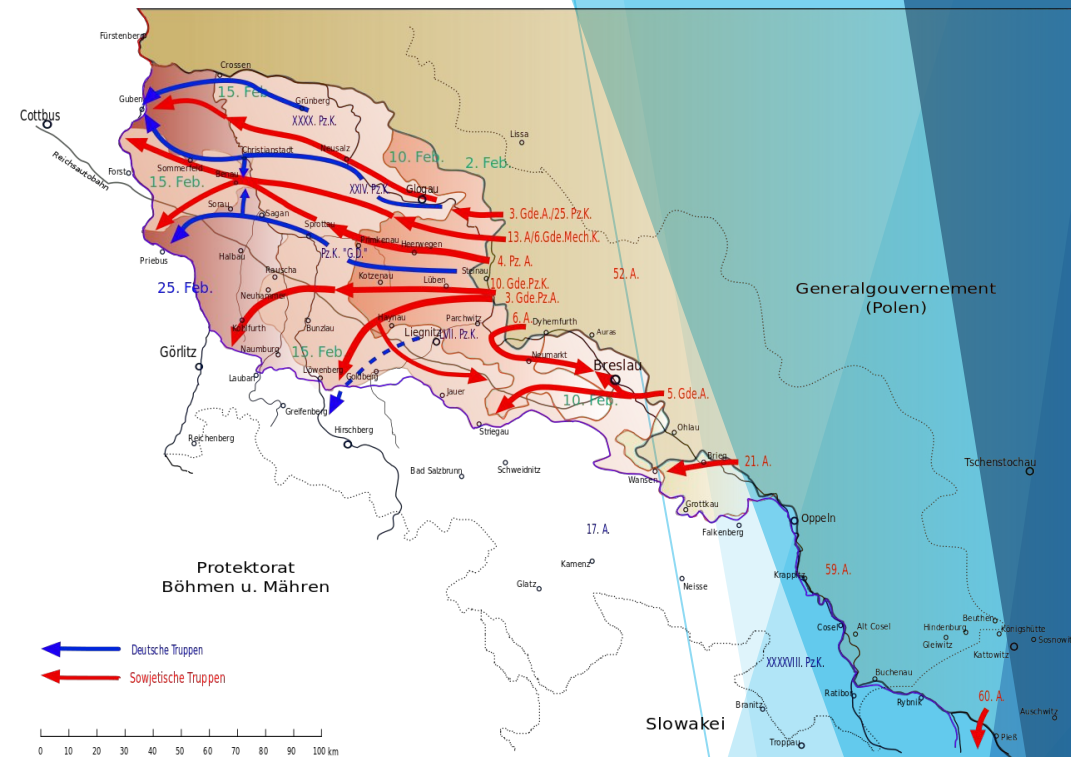 Fürstenberg
Crossen
Guben
15. Feb.
Grünberg
Cottbus
XXXX. Pz.K.
Lissa
Christianstadt
Neusalz
10. Feb.
2. Feb.
Reichsautobahn
Forst
Sommerfeld
Benau
15. Feb.
XXIV. Pz.K.
Glogau
Sorau
Sagan
3. Gde.A./25. Pz.K.
Sprottau
13. A/6.Gde.Mech.K.
Primkenau
Heerwegen
Priebus
Halbau
Pz.K. "G.D."
4. Pz. A.
Rauscha
Kotzenau
Lüben
Steinau
52. A.
25. Feb.
Neuhammer
10. Gde.Pz.K.
3. Gde.Pz.A.
Generalgouvernement
(Polen)
Haynau
Parchwitz
6. A.
Dyhernfurth
Kohlfurth
Bunzlau
Liegnitz
LVII. Pz.K.
Auras
Görlitz
Naumburg
15. Feb
Neumarkt
Breslau
Lauban
Löwenberg
Goldberg
Jauer
10. Feb.
5. Gde.A.
Greifenberg
Reichenberg
Hirschberg
Striegau
Ohlau
Bad Salzbrunn
Schweidnitz
Wansen
Brien
21. A.
Tschenstochau
Grottkau
17. A.
Falkenberg
Oppeln
Protektorat
Böhmen u. Mähren
Kamenz
Glatz
Neisse
Krappitz
59. A.
Cosel
Alt Cosel
Hindenburg
Beuthen
Königshütte
Gleiwitz
Kattowitz
Sosnowitz
Deutsche Truppen
Sowjetische Truppen
XXXXVIII. Pz.K.
Buchenau
Ratibor
Rybnik
60. A.
Branitz
Auschwitz
Slowakei
Troppau
Pleß
0 10 20 30 40 50 60 70 80 90 100 km